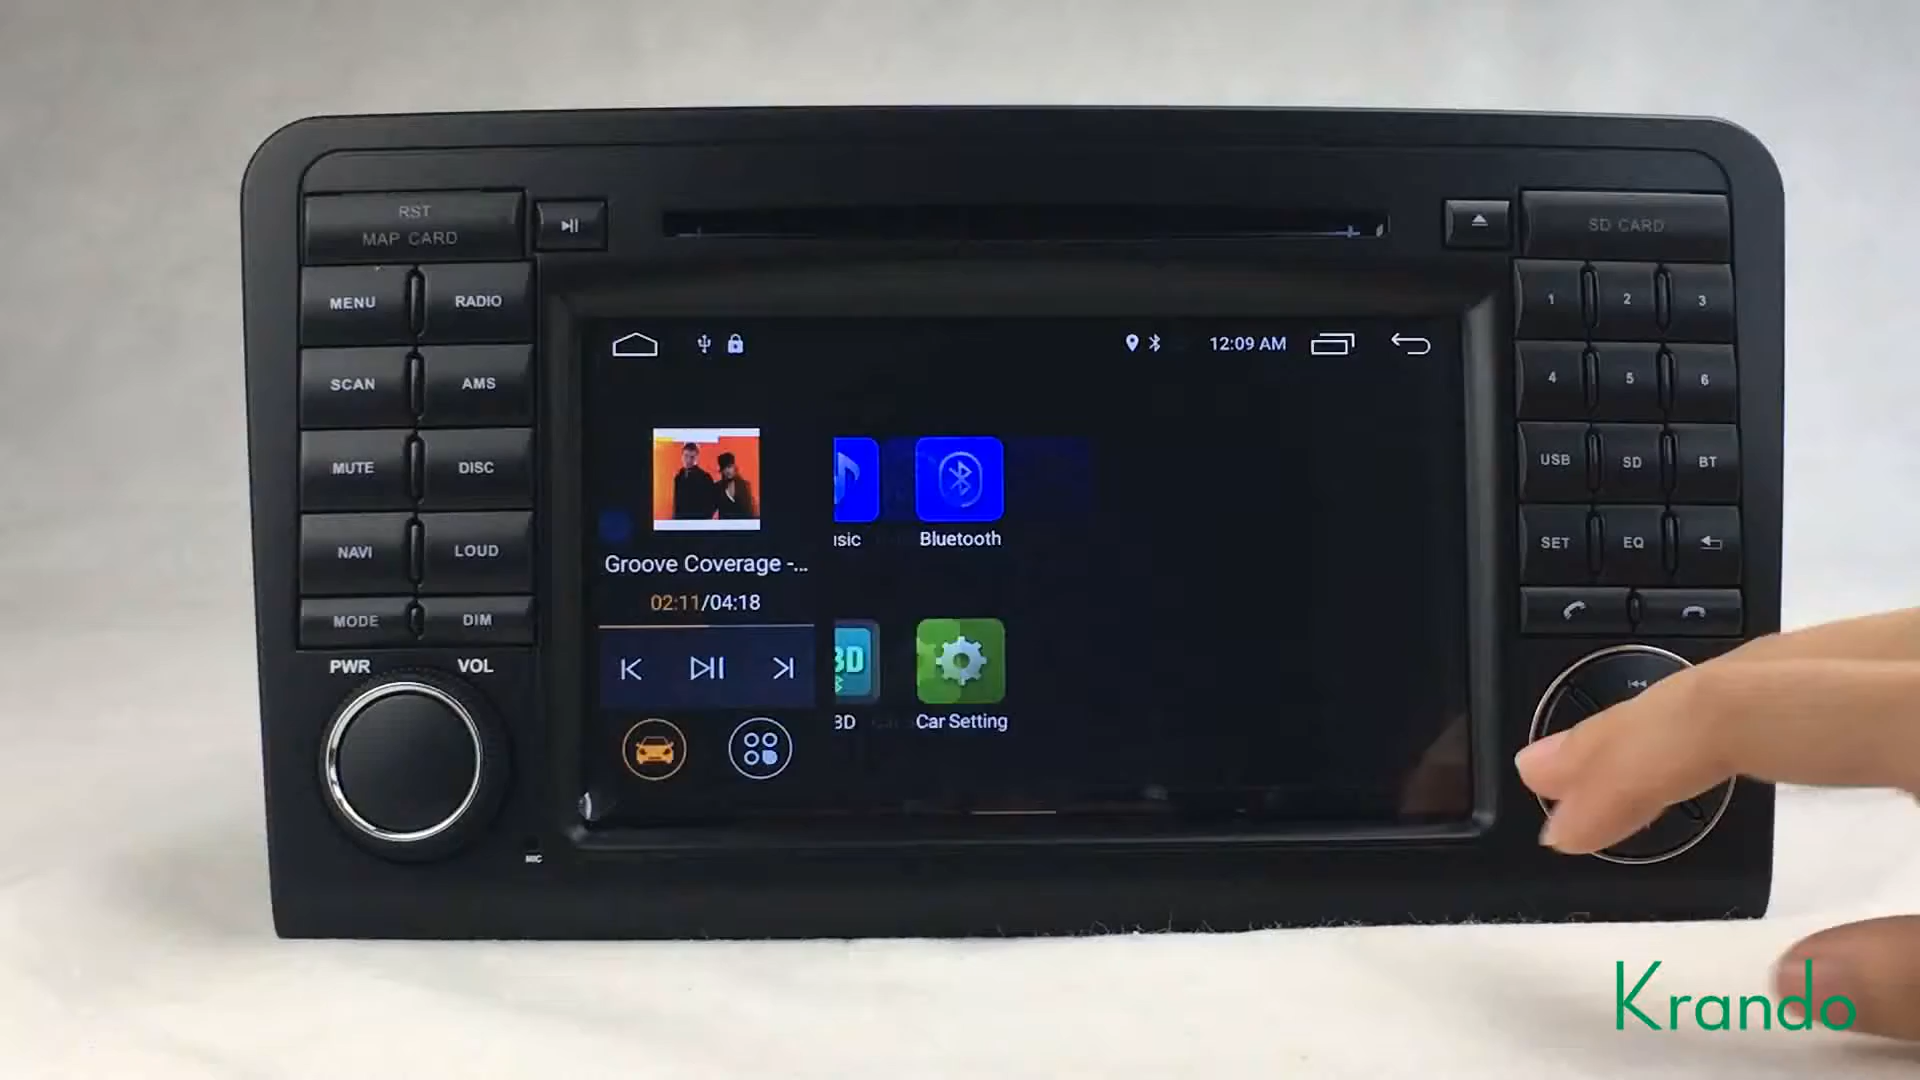 RST
MAP CARD
SD CARD
MENU
RADIO
1
2
3
12:09 AM
SCAN
AMS
4
5
6
MUTE
DISC
USB
SD
BT
usic
Bluetooth
NAVI
LOUD
SET
EQ
Groove Coverage -...
02:11/04:18
MODE
DIM
3D
PWR
VOL
3D
Car Setting
MIC
Krando